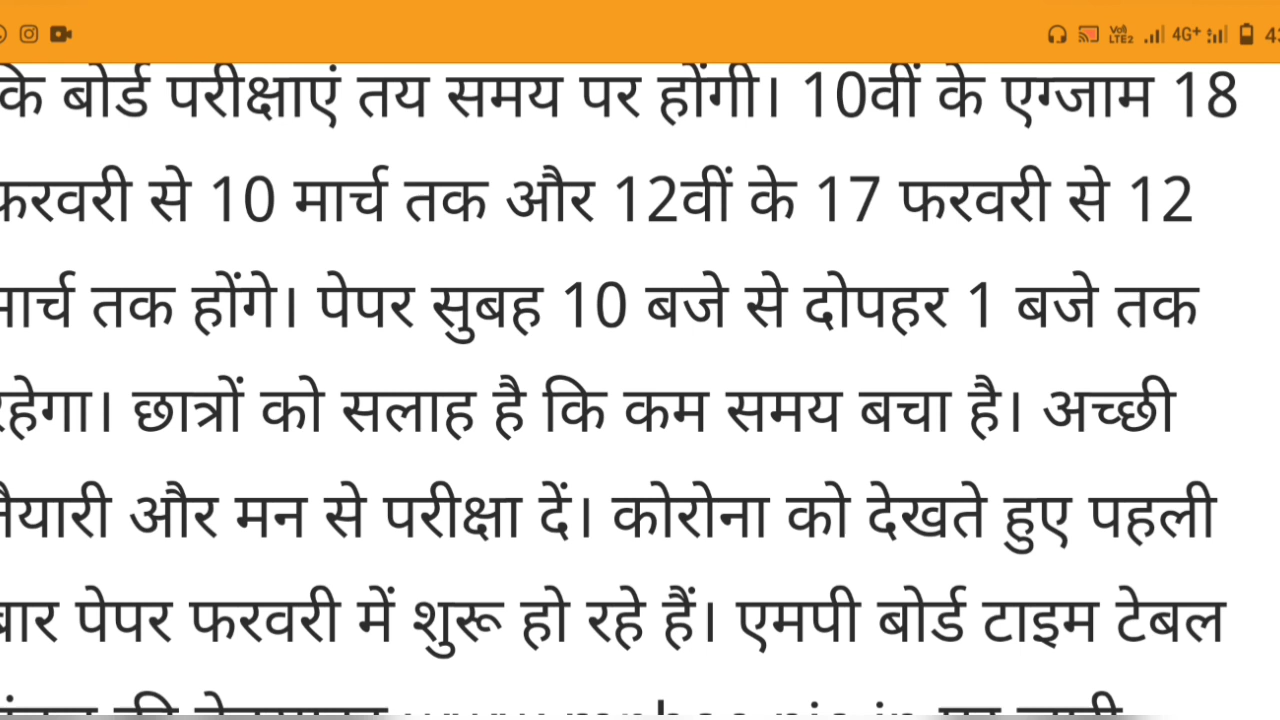 4G+
कि बोर्ड परीक्षाएं तय समय पर होंगी। 10वीं के एग्जाम 18
फरवरी से 10 मार्च तक और 12वीं के 17 फरवरी से 12
मार्च तक होंगे। पेपर सुबह 10 बजे से दोपहर 1 बजे तक
रहेगा। छात्रों को सलाह है कि कम समय बचा है। अच्छी
तैयारी और मन से परीक्षा दें। कोरोना को देखते हुए पहली
बार पेपर फरवरी में शुरू हो रहे हैं। एमपी बोर्ड टाइम टेबल